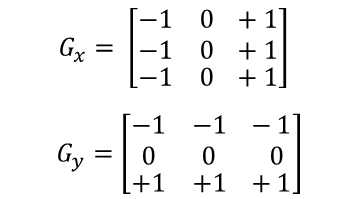 −1 0 + 1
Gx = −1 0 + 1
−1 0 + 1
−1 −1 − 1
Gy = 0 0 0
+1 +1 + 1